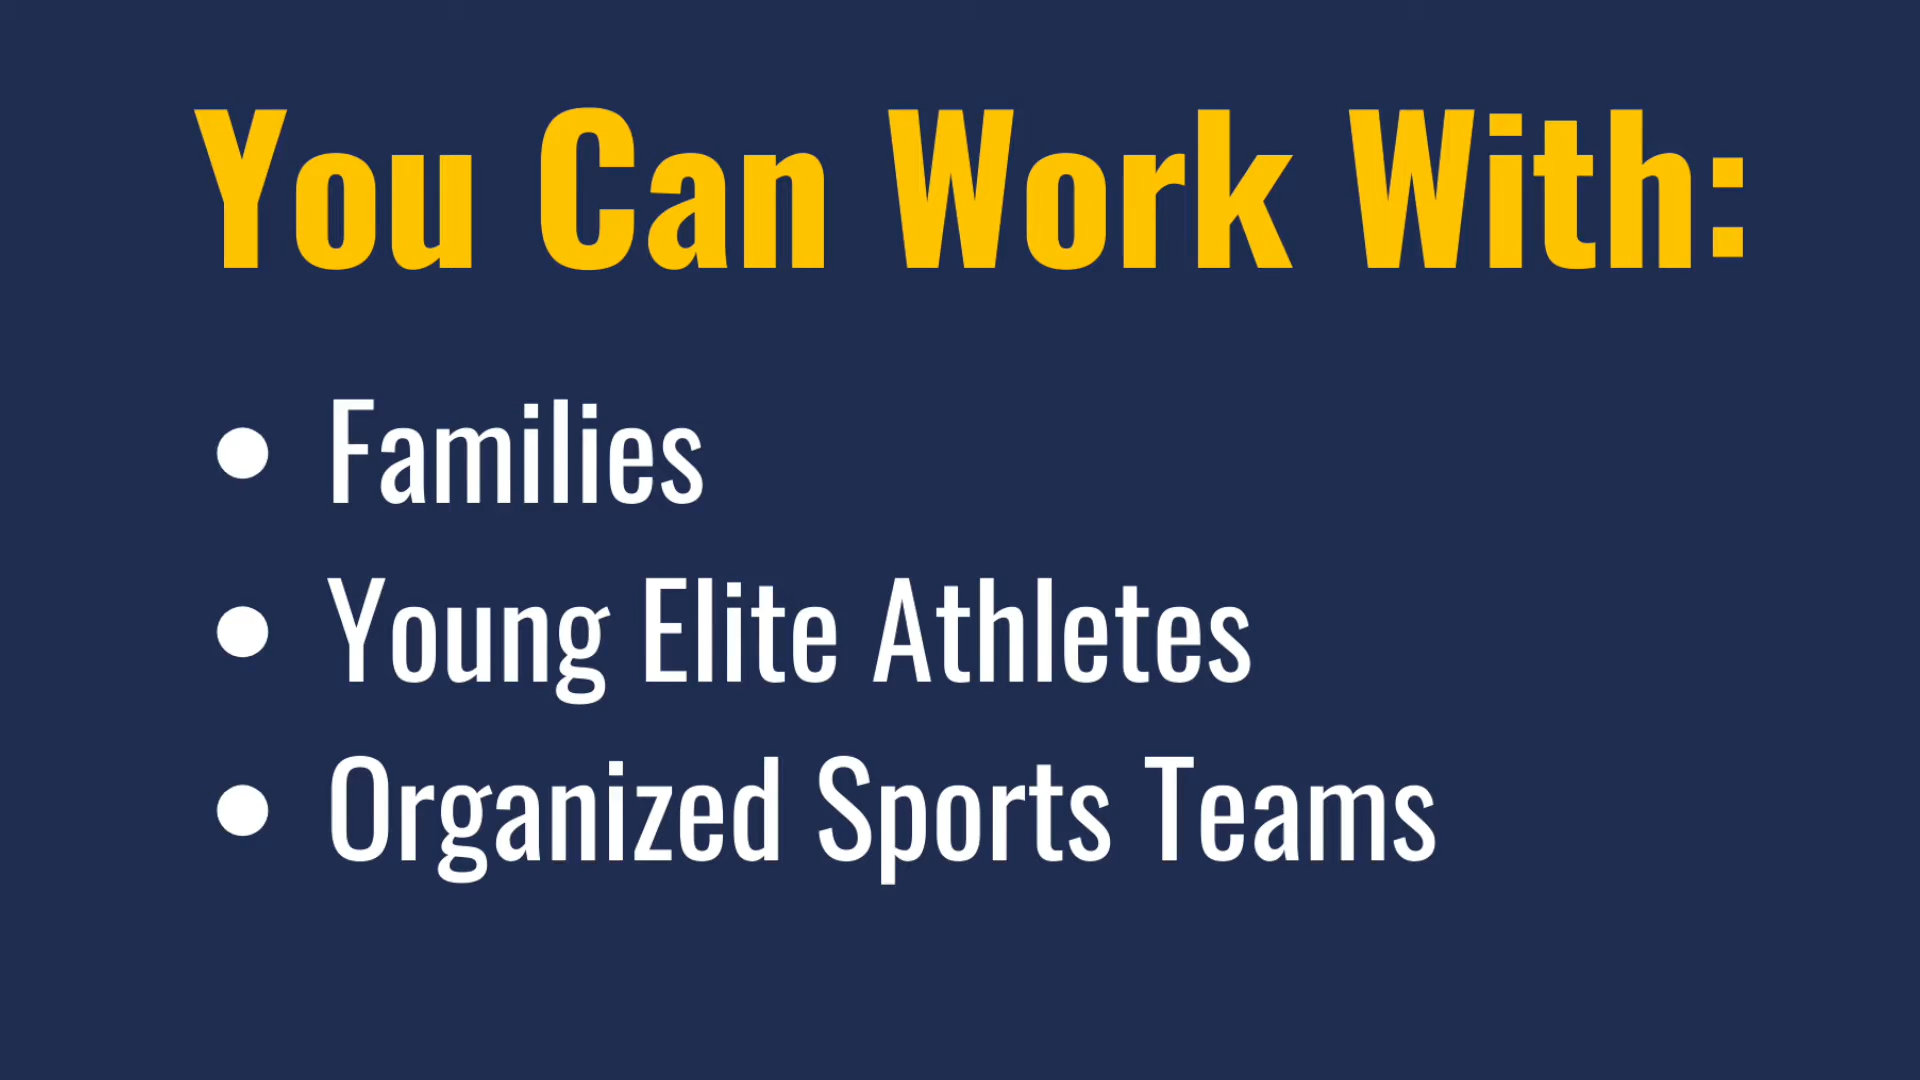 You Can Work With:
• Families
• Young Elite Athletes
• Organized Sports Teams